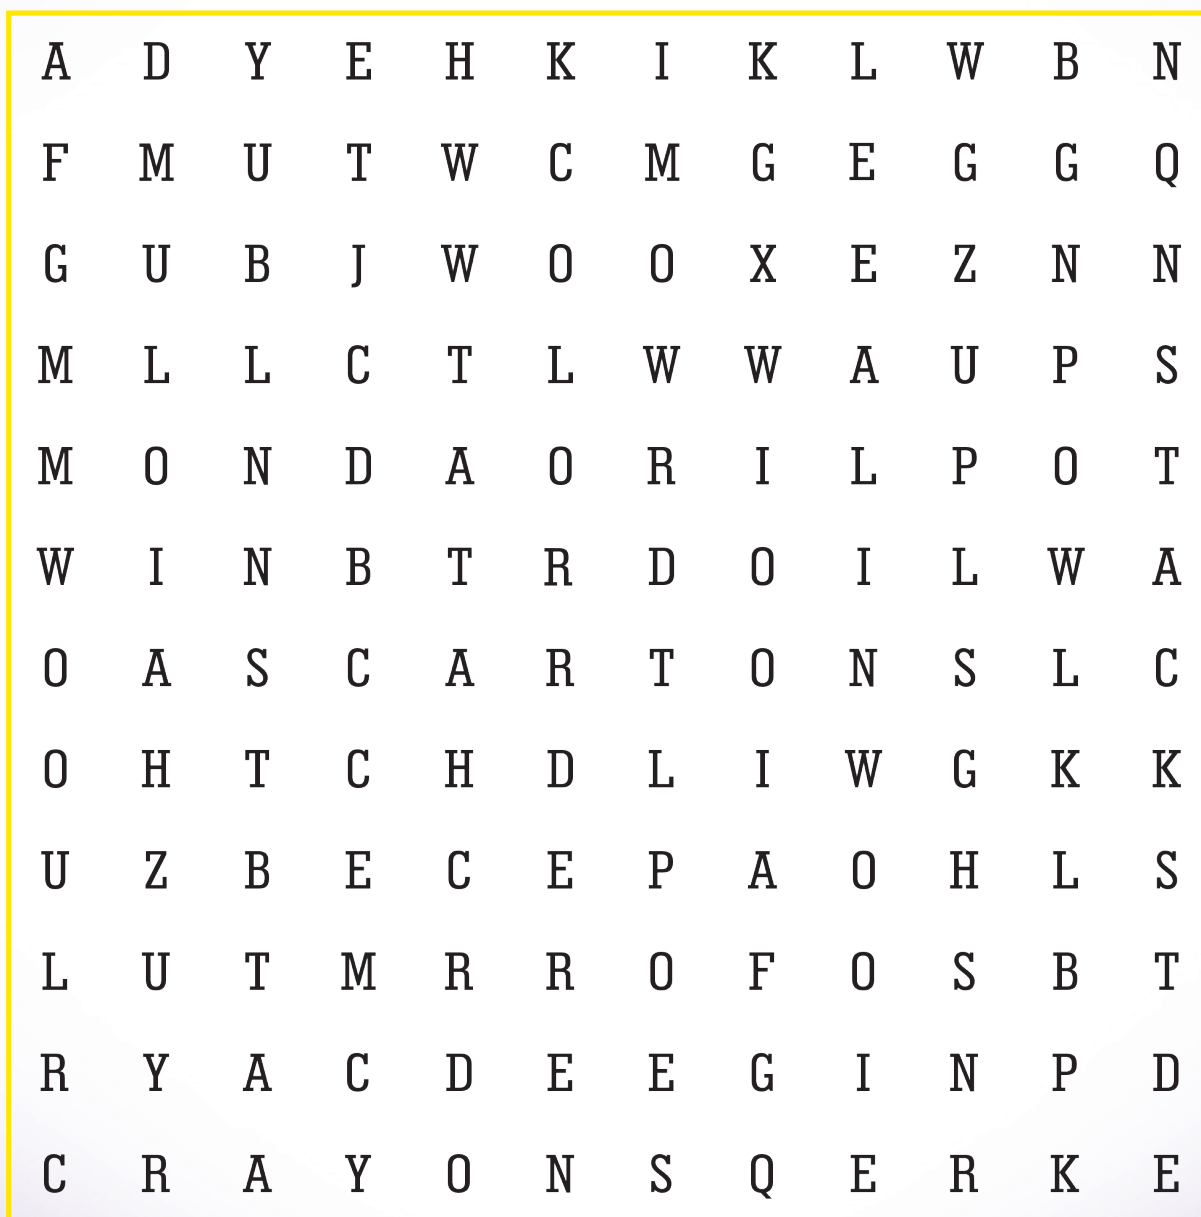 A D Y E H K I K L W B N
F M U T W C M G E G G Q
G U B J W O O X E Z N N
M L L C T L W W A U P S
M O N D A O R I L P O T
W I N B T R D O I L W A
O A S C A R T O N S L C
O H T C H D L I W G K K
U Z B E C E P A O H L S
L U T M R R O F O S B T
R Y A C D E E G I N P D
C R A Y O N S Q E R K E